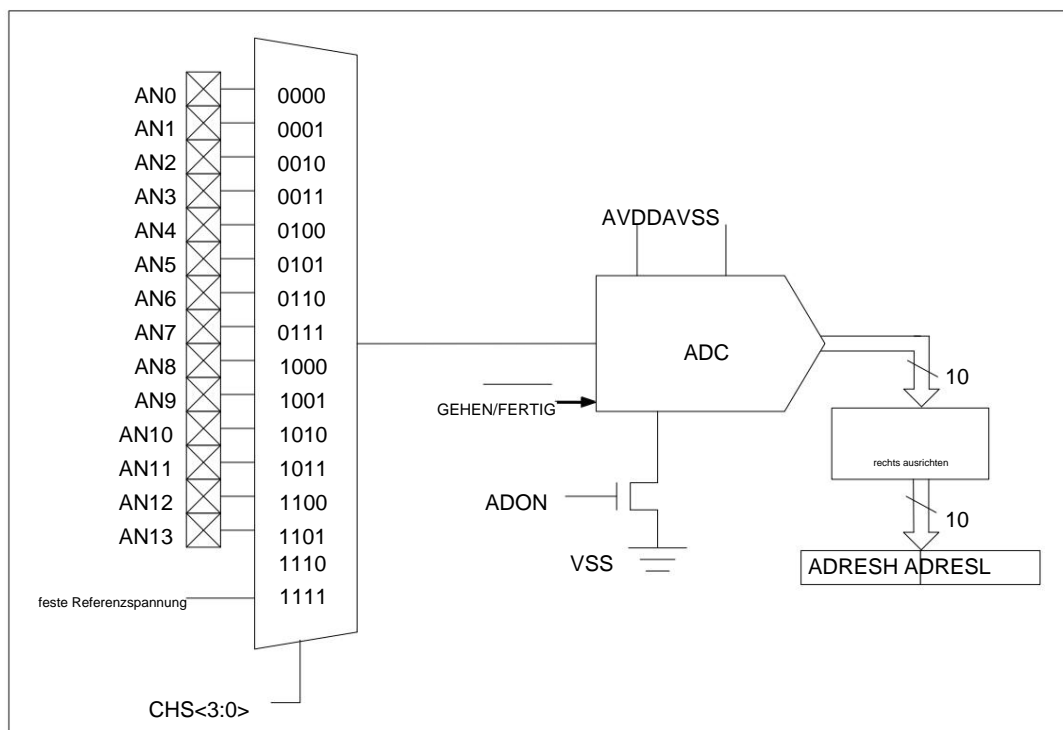 AN0 0000
AN1 0001
AN2 0010
AN3 0011
AN4 0100
AN5 0101
AN6 0110
AN7 0111
AN8 1000
AN9 1001
AN10 1010
AN11 1011
AN12 1100
AN13 1101
1110
feste Referenzspannung 1111
CHS<3:0>
AVDDAVSS
ADC
GEHEN/FERTIG
ADON
VSS
10
rechts ausrichten
10
ADRESH ADRESL